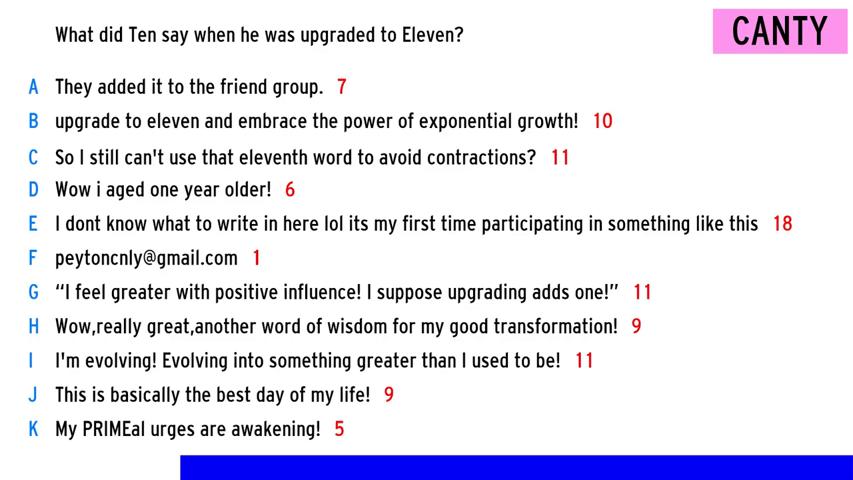 What did Ten say when he was upgraded to Eleven?
CANTY
A They added it to the friend group. 7
B upgrade to eleven and embrace the power of exponential growth! 10
C So I still can't use that eleventh word to avoid contractions? 11
D Wow i aged one year older! 6
E I dont know what to write in here lol its my first time participating in something like this 18
F peytoncnly@gmail.com 1
G “I feel greater with positive influence! I suppose upgrading adds one!” 11
H Wow,really great,another word of wisdom for my good transformation! 9
I I'm evolving! Evolving into something greater than I used to be! 11
J This is basically the best day of my life! 9
K My PRIMEal urges are awakening! 5